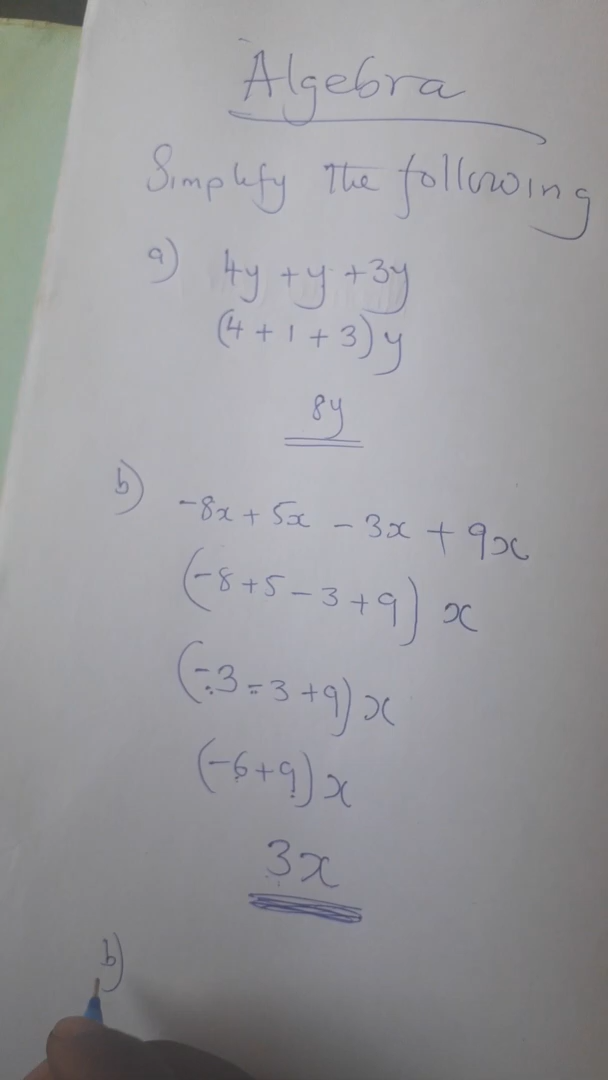 Algebra
Simplify the following
a) 4y + y + 3y
(4 + 1 + 3) y
8y
b) -8x + 5x - 3x + 9x
(-8 + 5 - 3 + 9) x
(-3 - 3 + 9) x
(-6 + 9) x
3x
b)